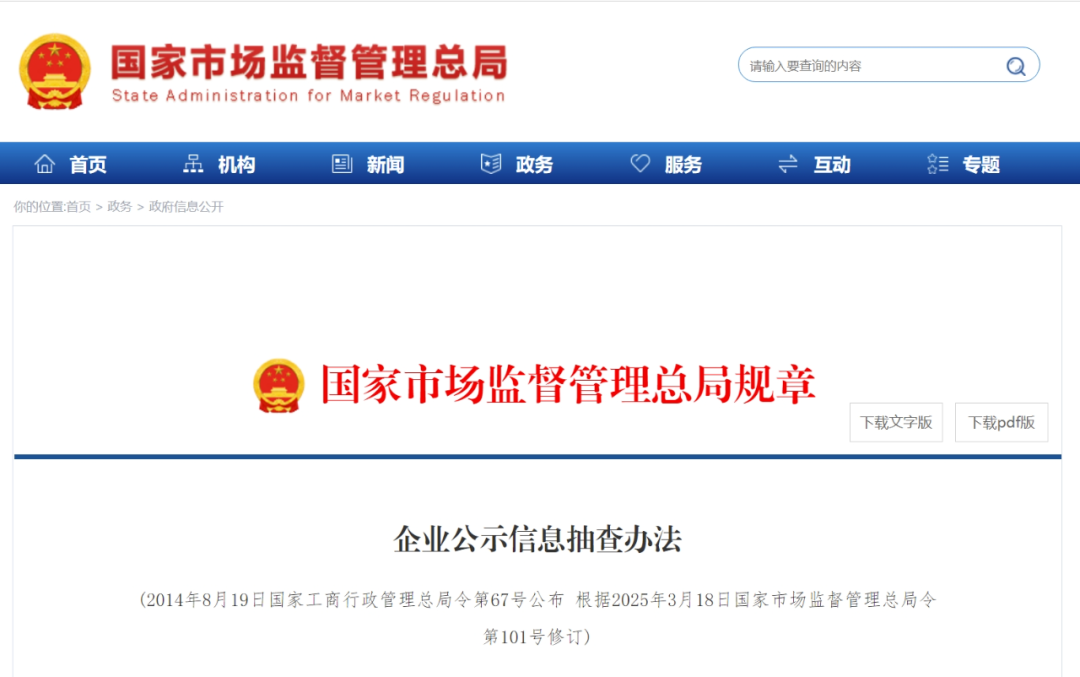 国家市场监督管理总局
State Administration for Market Regulation
请输入要查询的内容
首页 机构 新闻 政务 服务 互动 专题
你的位置:首页 > 政务 > 政府信息公开
国家市场监督管理总局规章
下载文字版 下载pdf版
企业公示信息抽查办法
(2014年8月19日国家工商行政管理总局令第67号公布 根据2025年3月18日国家市场监督管理总局令
第101号修订)